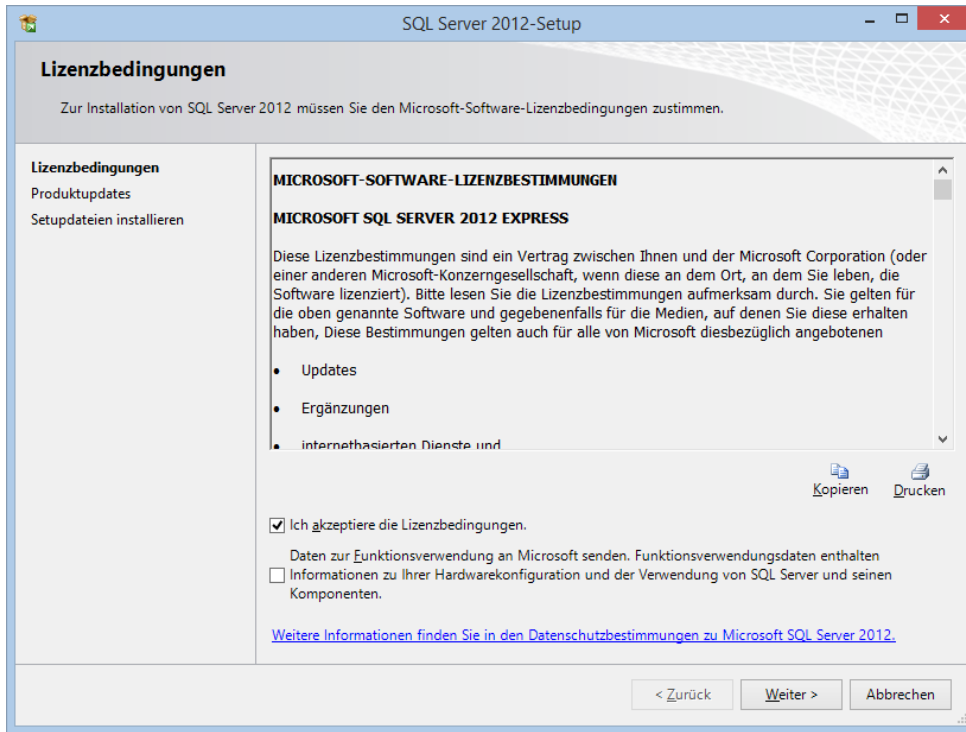 SQL Server 2012-Setup
Lizenzbedingungen
Zur Installation von SQL Server 2012 müssen Sie den Microsoft-Software-Lizenzbedingungen zustimmen.
Lizenzbedingungen
Produktupdates
Setupdateien installieren
MICROSOFT-SOFTWARE-LIZENZBESTIMMUNGEN
MICROSOFT SQL SERVER 2012 EXPRESS
Diese Lizenzbestimmungen sind ein Vertrag zwischen Ihnen und der Microsoft Corporation (oder
einer anderen Microsoft-Konzerngesellschaft, wenn diese an dem Ort, an dem Sie leben, die
Software lizenziert). Bitte lesen Sie die Lizenzbestimmungen aufmerksam durch. Sie gelten für
die oben genannte Software und gegebenenfalls für die Medien, auf denen Sie diese erhalten
haben, Diese Bestimmungen gelten auch für alle von Microsoft diesbezüglich angebotenen
• Updates
• Ergänzungen
• internetbasierten Dienste und
Kopieren Drucken
Ich akzeptiere die Lizenzbedingungen.
Daten zur Funktionsverwendung an Microsoft senden. Funktionsverwendungsdaten enthalten
Informationen zu Ihrer Hardwarekonfiguration und der Verwendung von SQL Server und seinen
Komponenten.
Weitere Informationen finden Sie in den Datenschutzbestimmungen zu Microsoft SQL Server 2012.
< Zurück Weiter > Abbrechen